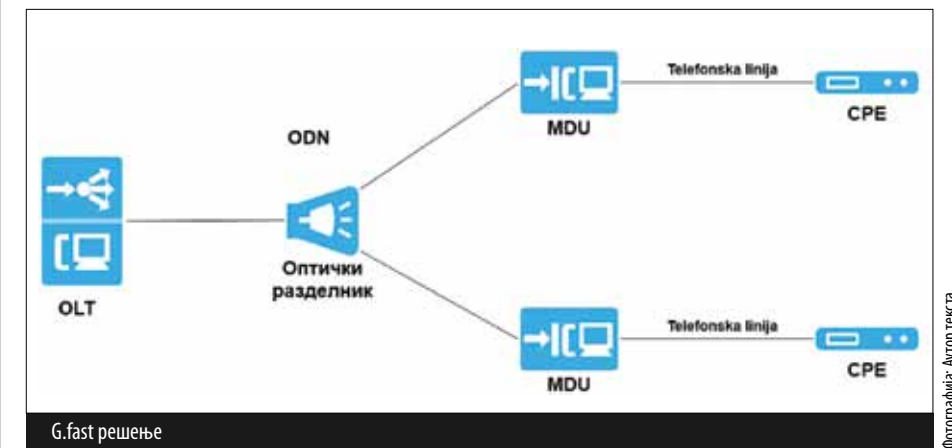 ODN
OLT
Оптички
разделник
MDU
Telefonska linija
CPE
MDU
Telefonska linija
CPE
G.fast решење
Фотографија: Аутор текста